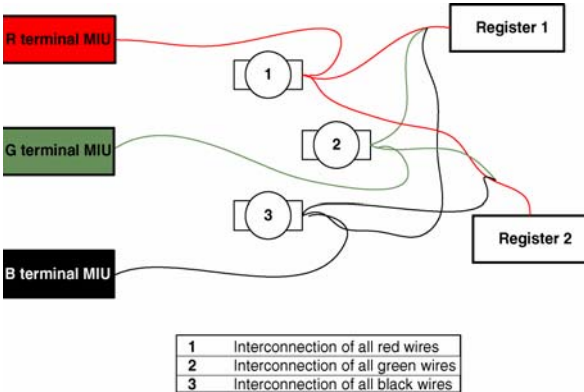 R terminal MIU
Register 1
1
G terminal MIU
2
3
Register 2
B terminal MIU
1 Interconnection of all red wires
2 Interconnection of all green wires
3 Interconnection of all black wires